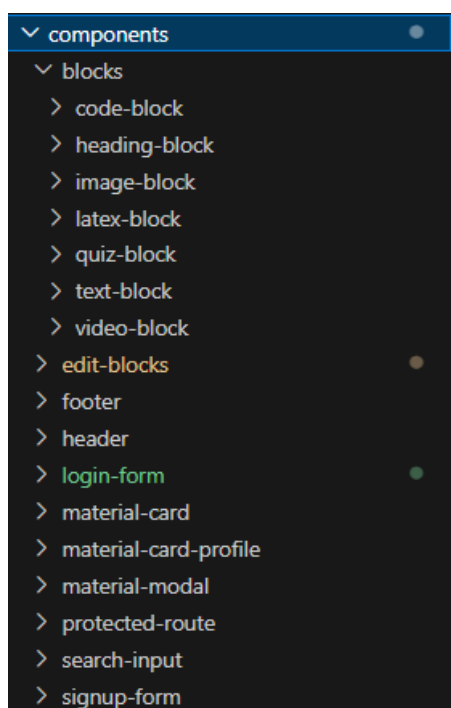 components
blocks
code-block
heading-block
image-block
latex-block
quiz-block
text-block
video-block
edit-blocks
footer
header
login-form
material-card
material-card-profile
material-modal
protected-route
search-input
signup-form